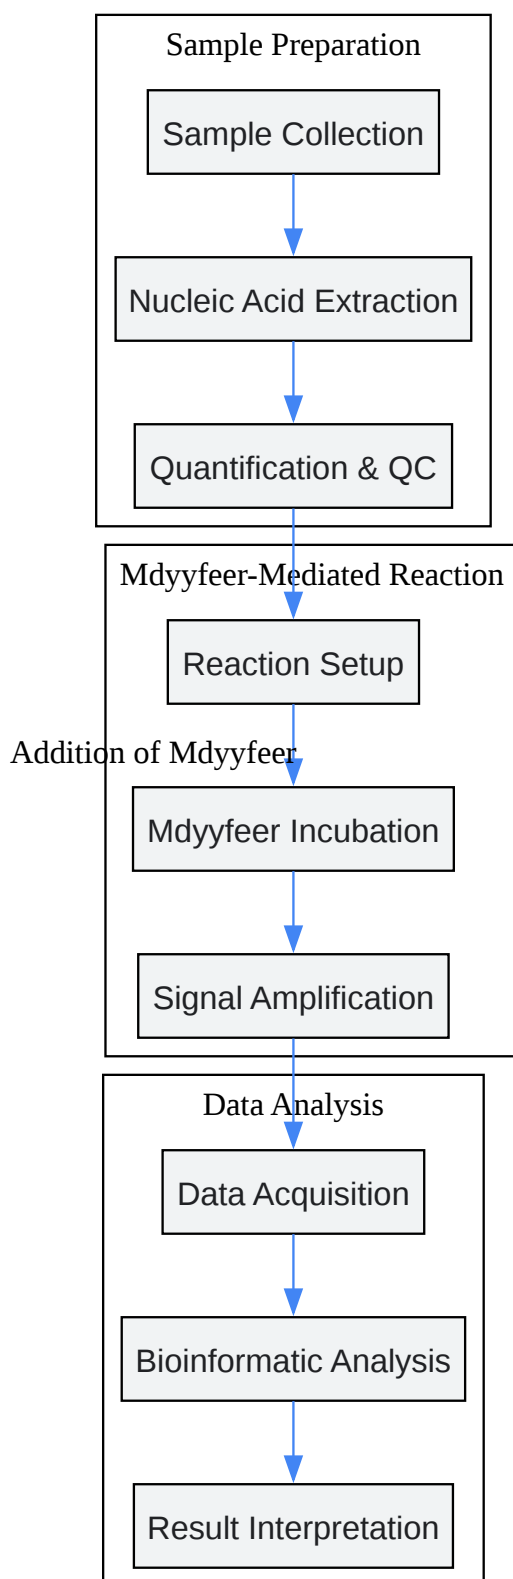 Sample Preparation
Sample Collection
Nucleic Acid Extraction
Quantification & QC
Mdyyfeer-Mediated Reaction
Reaction Setup
Addition of Mdyyfeer
Mdyyfeer Incubation
Signal Amplification
Data Analysis
Data Acquisition
Bioinformatic Analysis
Result Interpretation